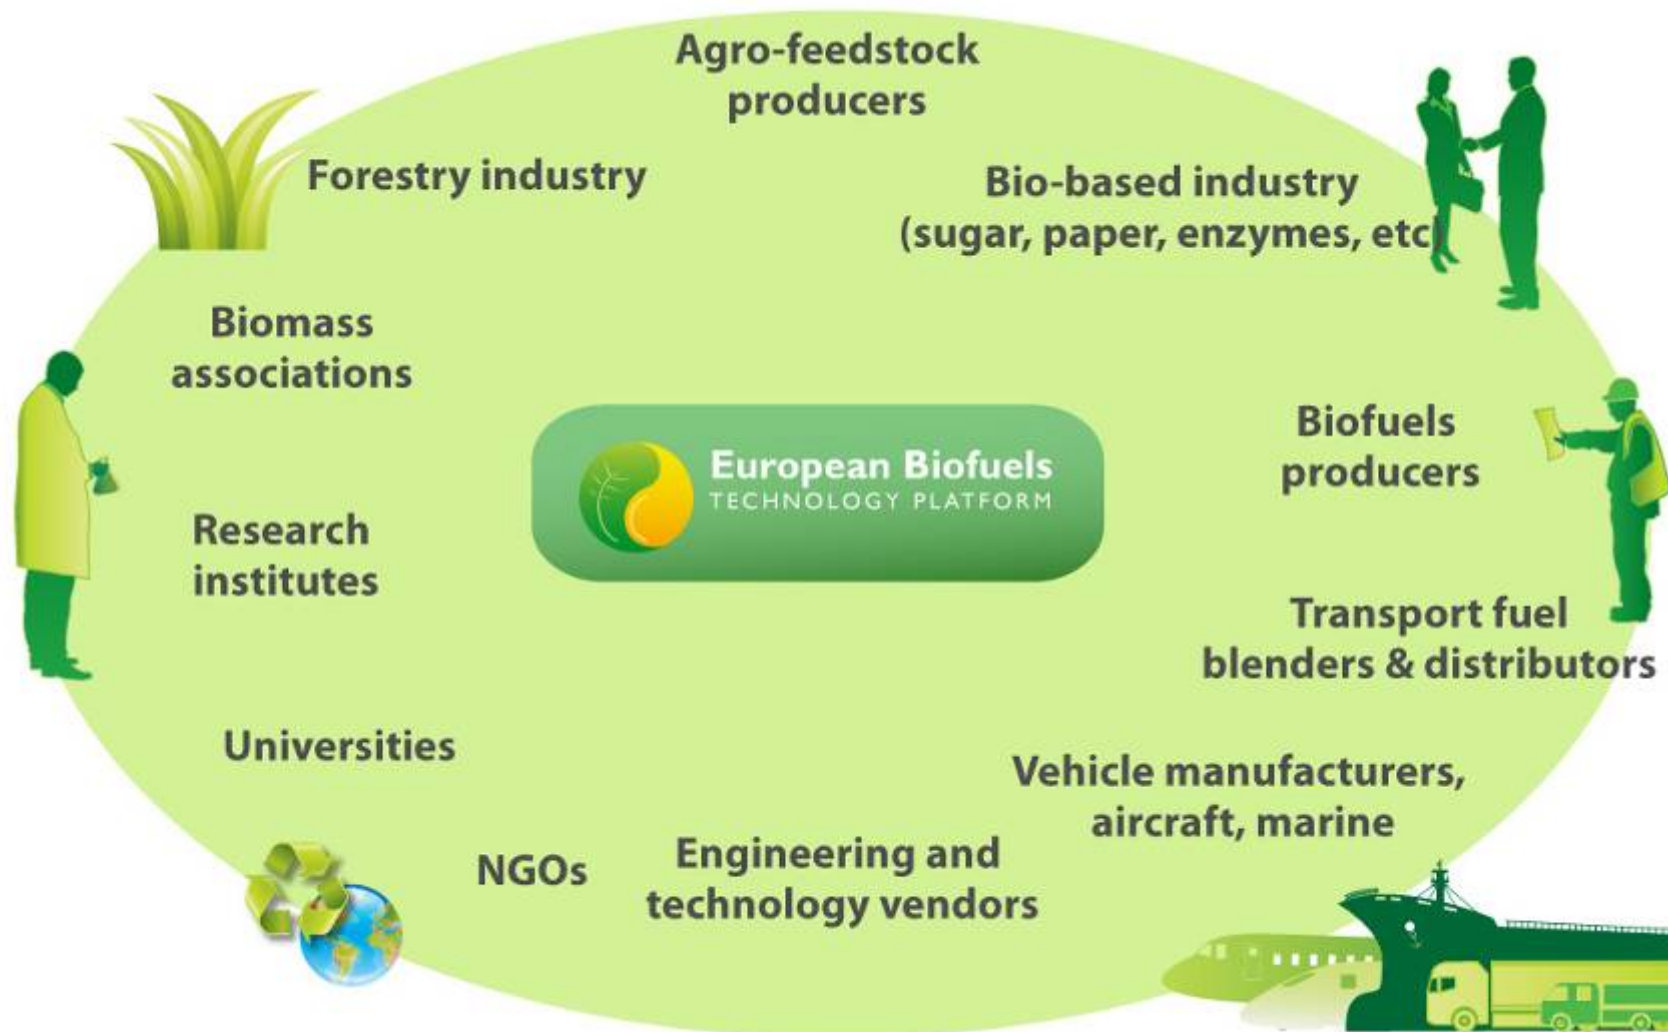 Agro-feedstock
producers
Forestry industry
Bio-based industry
(sugar, paper, enzymes, etc)
Biomass
associations
European Biofuels
TECHNOLOGY PLATFORM
Biofuels
producers
Research
institutes
Transport fuel
blenders & distributors
Universities
Vehicle manufacturers,
aircraft, marine
NGOs
Engineering and
technology vendors